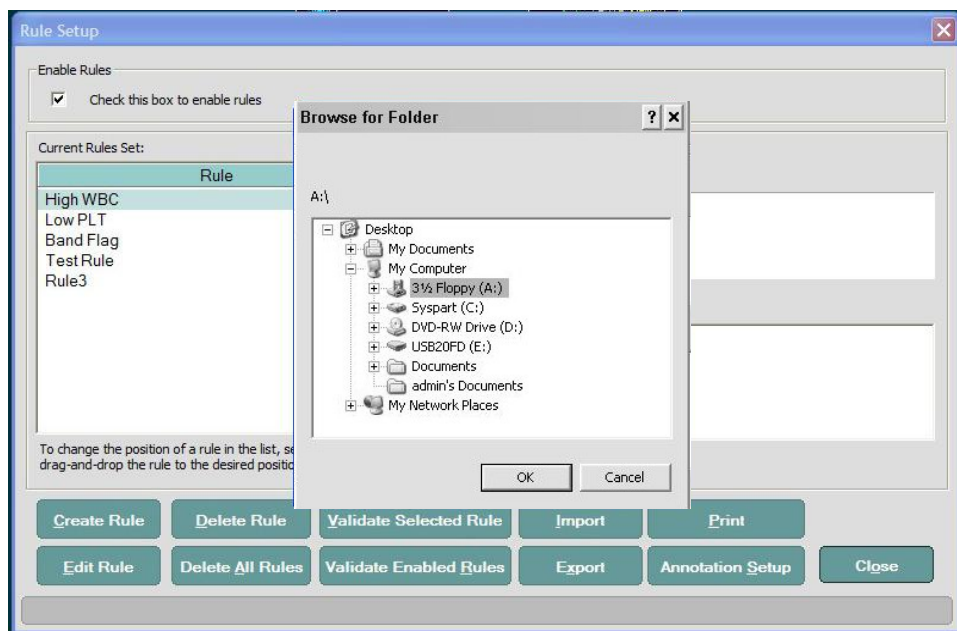 Rule Setup
Enable Rules
Check this box to enable rules
Current Rules Set:
Rule
High WBC
Low PLT
Band Flag
Test Rule
Rule3
To change the position of a rule in the list,
drag-and-drop the rule to the desired
Browse for Folder
A:\
Desktop
My Documents
My Computer
3½ Floppy (A:)
Syspart (C:)
DVD-RW Drive (D:)
USB20FD (E:)
Documents
admin's Documents
My Network Places
OK Cancel
Create Rule Delete Rule Validate Selected Rule Import Print
Edit Rule Delete All Rules Validate Enabled Rules Export Annotation Setup Close